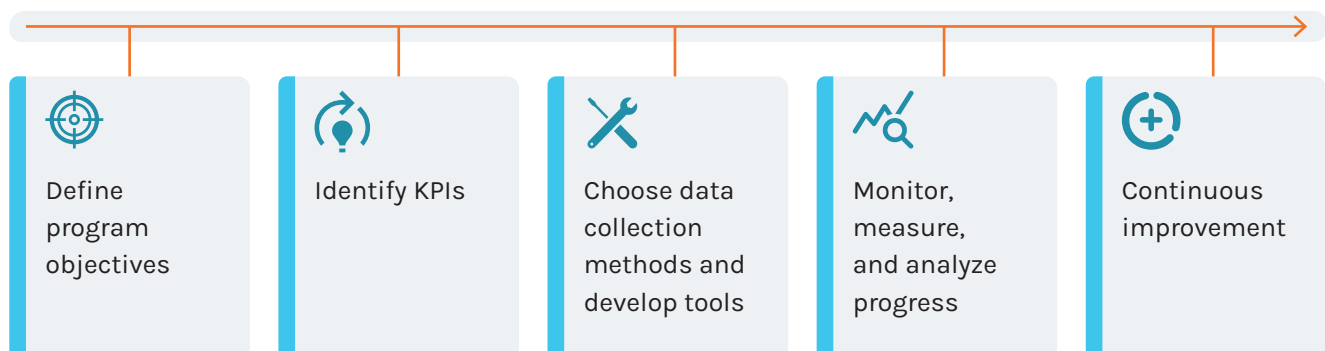 Define
program
objectives
Identify KPIs
Choose data
collection
methods and
develop tools
Monitor,
measure,
and analyze
progress
Continuous
improvement